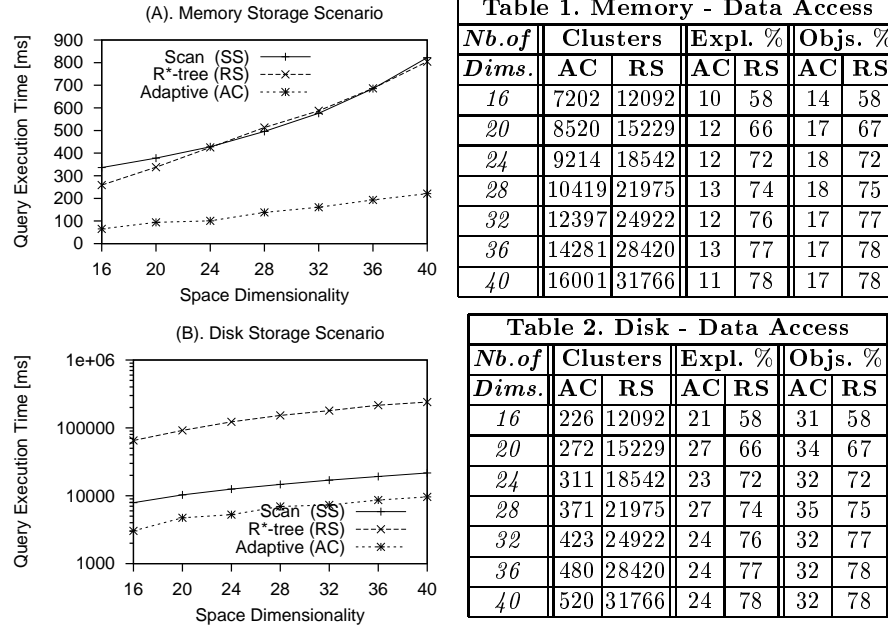 (A). Memory Storage Scenario
Query Execution Time [ms]
900
800
700
600
500
400
300
200
100
0
Scan (SS)
R*-tree (RS)
Adaptive (AC)
16 20 24 28 32 36 40
Space Dimensionality
Table 1. Memory - Data Access
Nb.of Clusters Expl. % Objs. %
Dims. AC RS AC RS AC RS
16 7202 12092 10 58 14 58
20 8520 15229 12 66 17 67
24 9214 18542 12 72 18 72
28 10419 21975 13 74 18 75
32 12397 24922 12 76 17 77
36 14281 28420 13 77 17 78
40 16001 31766 11 78 17 78
(B). Disk Storage Scenario
Query Execution Time [ms]
1e+06
100000
10000
1000
Scan (SS)
R*-tree (RS)
Adaptive (AC)
16 20 24 28 32 36 40
Space Dimensionality
Table 2. Disk - Data Access
Nb.of Clusters Expl. % Objs. %
Dims. AC RS AC RS AC RS
16 226 12092 21 58 31 58
20 272 15229 27 66 34 67
24 311 18542 23 72 32 72
28 371 21975 27 74 35 75
32 423 24922 24 76 32 77
36 480 28420 24 77 32 78
40 520 31766 24 78 32 78